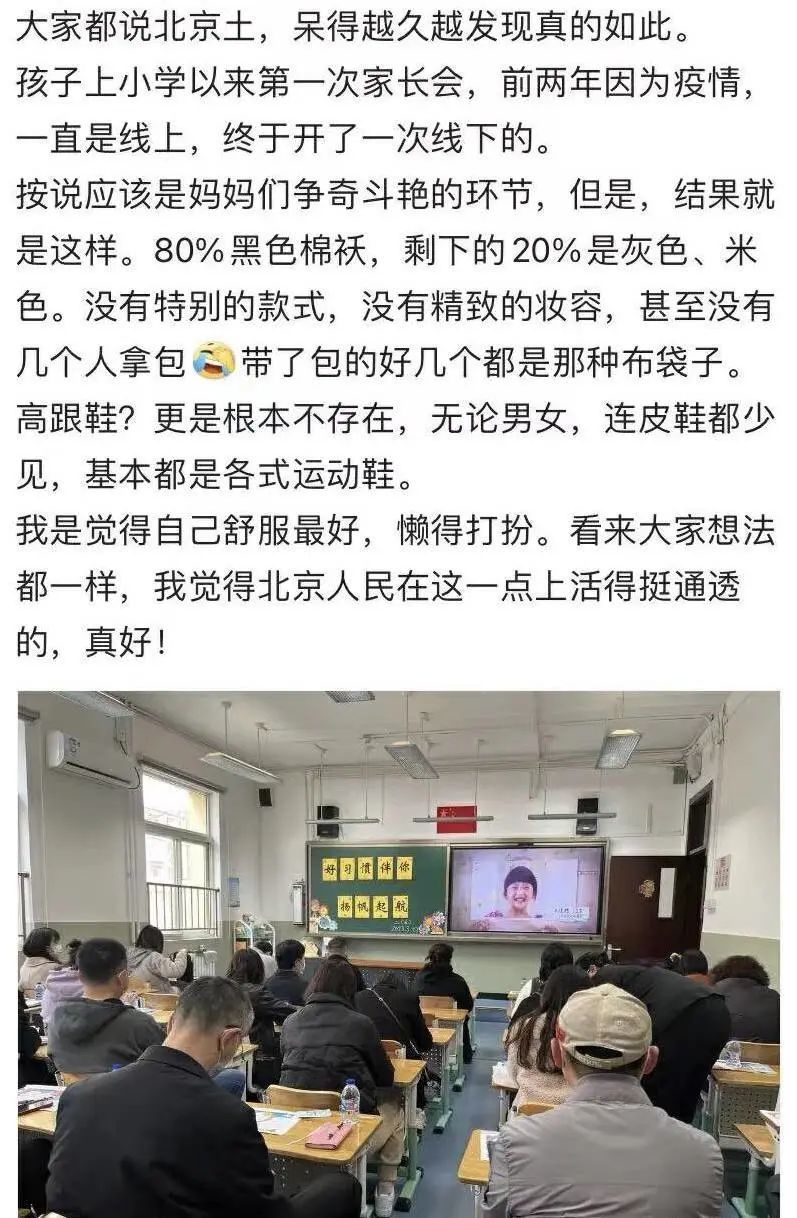 大家都说北京土，呆得越久越发现真的如此。
孩子上小学以来第一次家长会，前两年因为疫情，
一直是线上，终于开了一次线下的。
按说应该是妈妈们争奇斗艳的环节，但是，结果就
是这样。80%黑色棉袄，剩下的20%是灰色、米
色。没有特别的款式，没有精致的妆容，甚至没有
几个人拿包😂带了包的好几个都是那种布袋子。
高跟鞋？更是根本不存在，无论男女，连皮鞋都少
见，基本都是各式运动鞋。
我是觉得自己舒服最好，懒得打扮。看来大家想法
都一样，我觉得北京人民在这一点上活得挺通透
的，真好！
好习惯伴你
扬帆起航